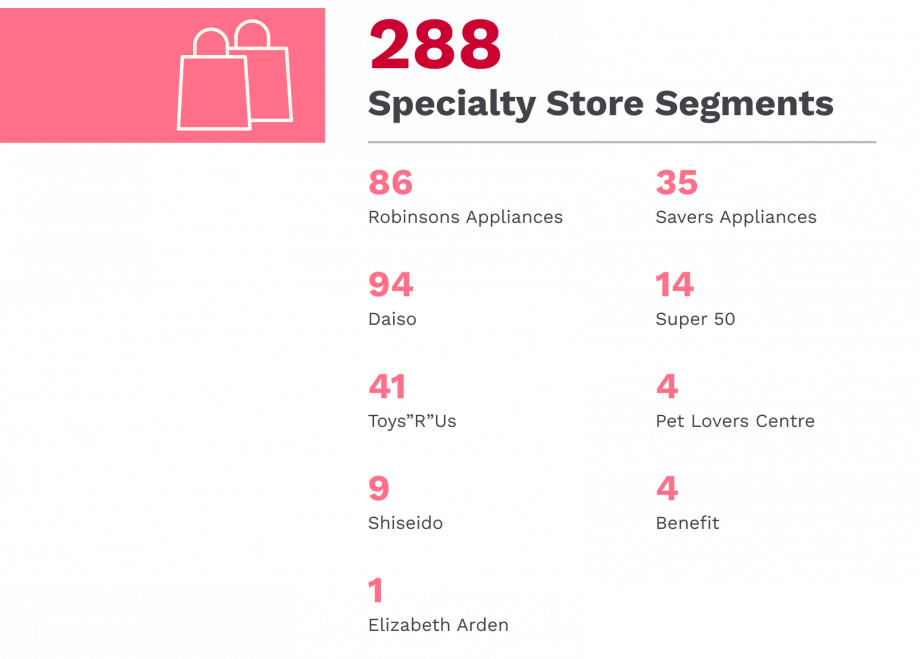 288
Specialty Store Segments
86
Robinsons Appliances
35
Savers Appliances
94
Daiso
14
Super 50
41
Toys”R”Us
4
Pet Lovers Centre
9
Shiseido
4
Benefit
1
Elizabeth Arden